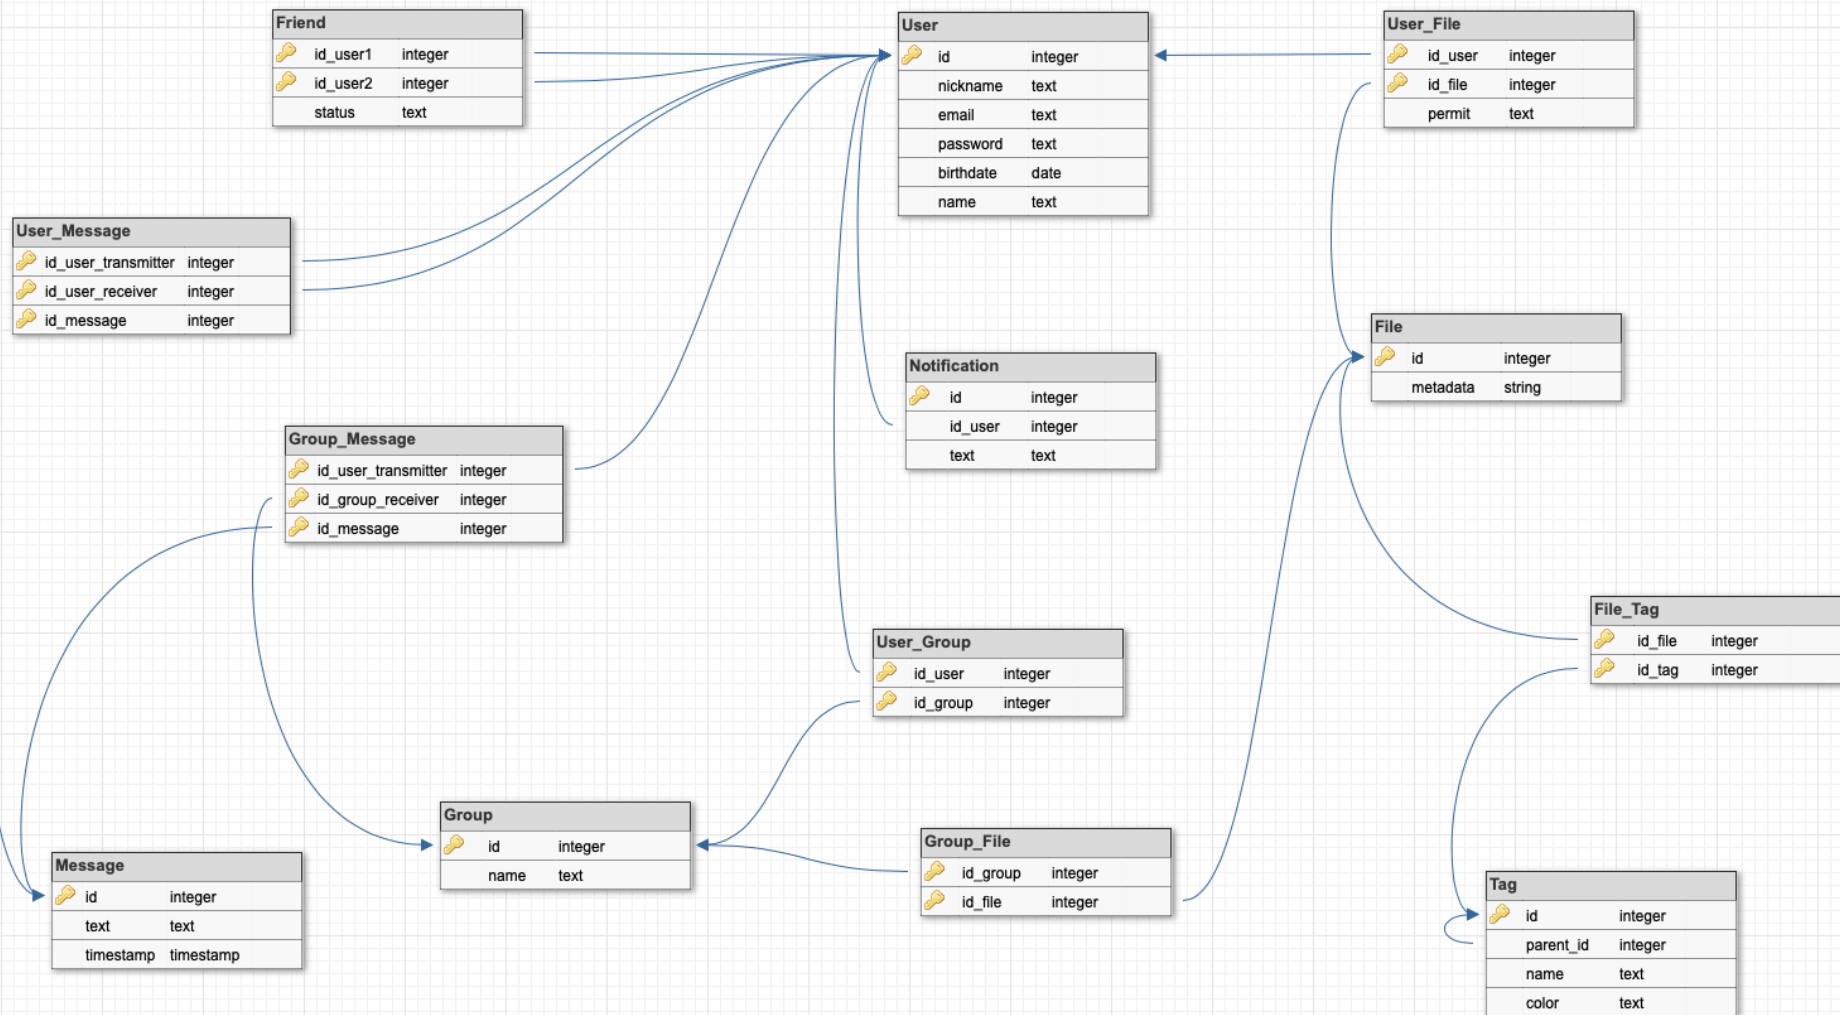 Friend
id_user1 integer
id_user2 integer
status text
User
id integer
nickname text
email text
password text
birthdate date
name text
User_File
id_user integer
id_file integer
permit text
User_Message
id_user_transmitter integer
id_user_receiver integer
id_message integer
File
id integer
metadata string
Notification
id integer
id_user integer
text text
Group_Message
id_user_transmitter integer
id_group_receiver integer
id_message integer
File_Tag
id_file integer
id_tag integer
User_Group
id_user integer
id_group integer
Group
id integer
name text
Group_File
id_group integer
id_file integer
Message
id integer
text text
timestamp timestamp
Tag
id integer
parent_id integer
name text
color text